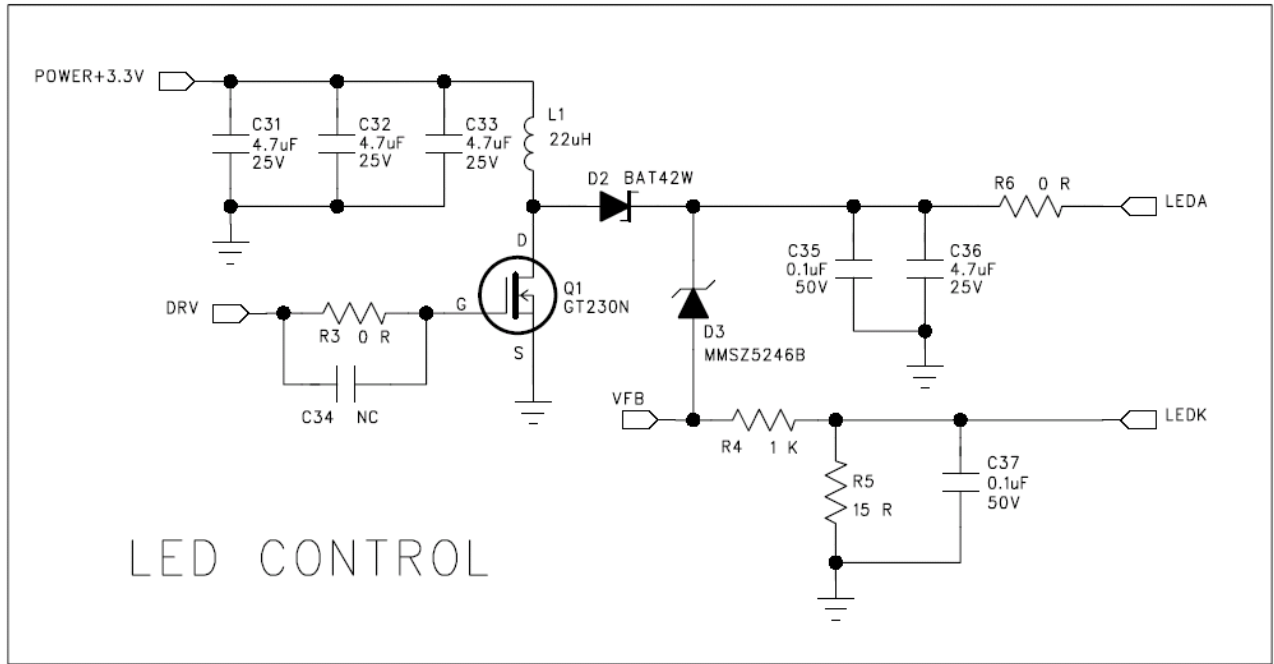 POWER+3.3V
C31
4.7uF
25V
C32
4.7uF
25V
C33
4.7uF
25V
L1
22uH
D2 BAT42W
R6 0 R
LEDA
C35
0.1uF
50V
C36
4.7uF
25V
D
G
S
Q1
GT230N
DRV
R3 0 R
C34 NC
D3
MMSZ5246B
VFB
R4 1 K
LEDK
R5
15 R
C37
0.1uF
50V
LED CONTROL